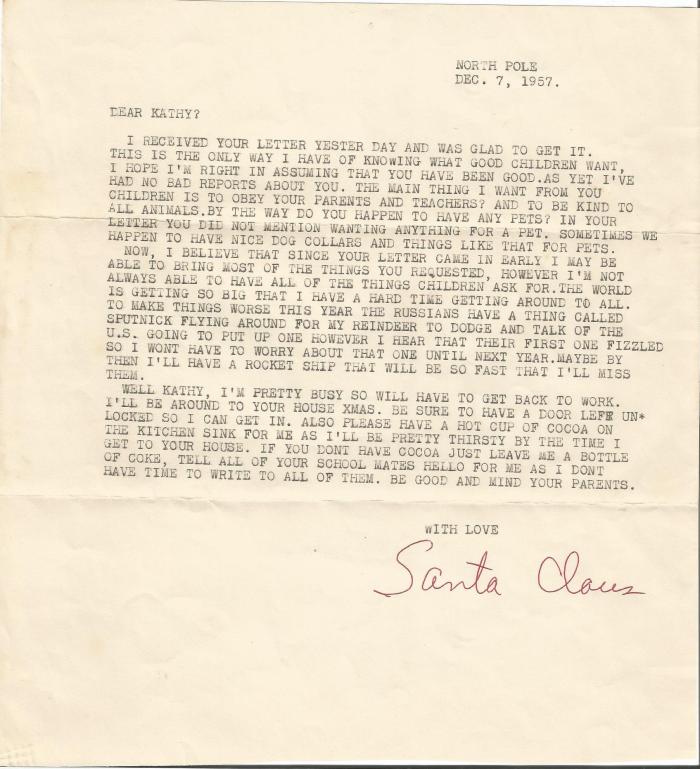 NORTH POLE
DEC. 7, 1957.
DEAR KATHY?
I RECEIVED YOUR LETTER YESTER DAY AND WAS GLAD TO GET IT.
THIS IS THE ONLY WAY I HAVE OF KNOWING WHAT GOOD CHILDREN WANT,
I HOPE I'M RIGHT IN ASSUMING THAT YOU HAVE BEEN GOOD.AS YET I'VE
HAD NO BAD REPORTS ABOUT YOU. THE MAIN THING I WANT FROM YOU
CHILDREN IS TO OBEY YOUR PARENTS AND TEACHERS? AND TO BE KIND TO
ALL ANIMALS.BY THE WAY DO YOU HAPPEN TO HAVE ANY PETS? IN YOUR
LETTER YOU DID NOT MENTION WANTING ANYTHING FOR A PET. SOMETIMES WE
HAPPEN TO HAVE NICE DOG COLLARS AND THINGS LIKE THAT FOR PETS.
NOW, I BELIEVE THAT SINCE YOUR LETTER CAME IN EARLY I MAY BE
ABLE TO BRING MOST OF THE THINGS YOU REQUESTED, HOWEVER I'M NOT
ALWAYS ABLE TO HAVE ALL OF THE THINGS CHILDREN ASK FOR.THE WORLD
IS GETTING SO BIG THAT I HAVE A HARD TIME GETTING AROUND TO ALL.
TO MAKE THINGS WORSE THIS YEAR THE RUSSIANS HAVE A THING CALLED
SPUTNICK FLYING AROUND FOR MY REINDEER TO DODGE AND TALK OF THE
U.S. GOING TO PUT UP ONE HOWEVER I HEAR THAT THEIR FIRST ONE FIZZLED
SO I WONT HAVE TO WORRY ABOUT THAT ONE UNTIL NEXT YEAR.MAYBE BY
THEN I'LL HAVE A ROCKET SHIP THAT WILL BE SO FAST THAT I'LL MISS
THEM.
WELL KATHY, I'M PRETTY BUSY SO WILL HAVE TO GET BACK TO WORK.
I'LL BE AROUND TO YOUR HOUSE XMAS. BE SURE TO HAVE A DOOR LEFT UN*
LOCKED SO I CAN GET IN. ALSO PLEASE HAVE A HOT CUP OF COCOA ON
THE KITCHEN SINK FOR ME AS I'LL BE PRETTY THIRSTY BY THE TIME I
GET TO YOUR HOUSE. IF YOU DONT HAVE COCOA JUST LEAVE ME A BOTTLE
OF COKE, TELL ALL OF YOUR SCHOOL MATES HELLO FOR ME AS I DONT
HAVE TIME TO WRITE TO ALL OF THEM. BE GOOD AND MIND YOUR PARENTS.
WITH LOVE
Santa Claus